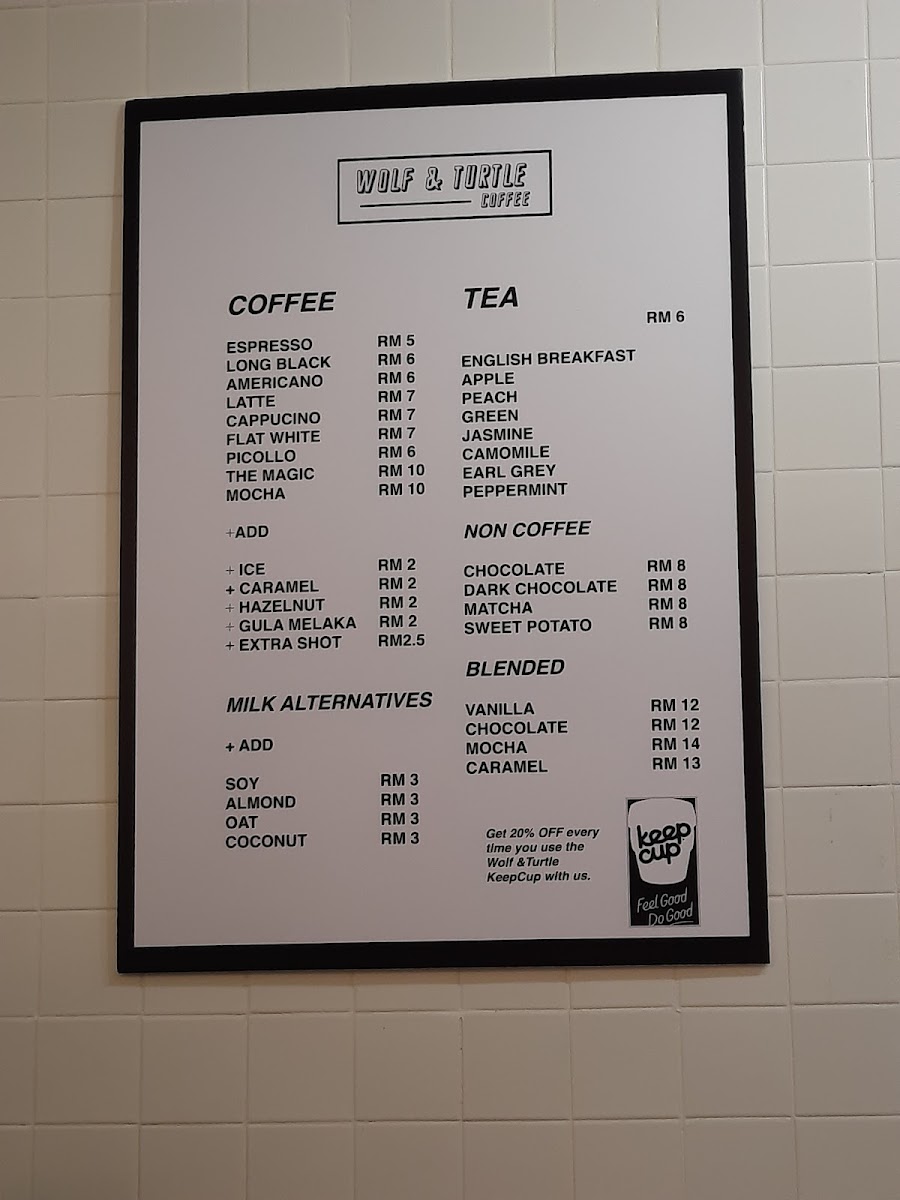 WOLF & TURTLE
COFFEE
COFFEE
ESPRESSO RM 5
LONG BLACK RM 6
AMERICANO RM 6
LATTE RM 7
CAPPUCINO RM 7
FLAT WHITE RM 7
PICOLLO RM 6
THE MAGIC RM 10
MOCHA RM 10
+ADD
+ ICE RM 2
+ CARAMEL RM 2
+ HAZELNUT RM 2
+ GULA MELAKA RM 2
+ EXTRA SHOT RM2.5
MILK ALTERNATIVES
+ ADD
SOY RM 3
ALMOND RM 3
OAT RM 3
COCONUT RM 3
TEA
RM 6
ENGLISH BREAKFAST
APPLE
PEACH
GREEN
JASMINE
CAMOMILE
EARL GREY
PEPPERMINT
NON COFFEE
CHOCOLATE RM 8
DARK CHOCOLATE RM 8
MATCHA RM 8
SWEET POTATO RM 8
BLENDED
VANILLA RM 12
CHOCOLATE RM 12
MOCHA RM 14
CARAMEL RM 13
Get 20% OFF every
time you use the
Wolf &Turtle
KeepCup with us.
keep
cup
Feel Good
Do Good